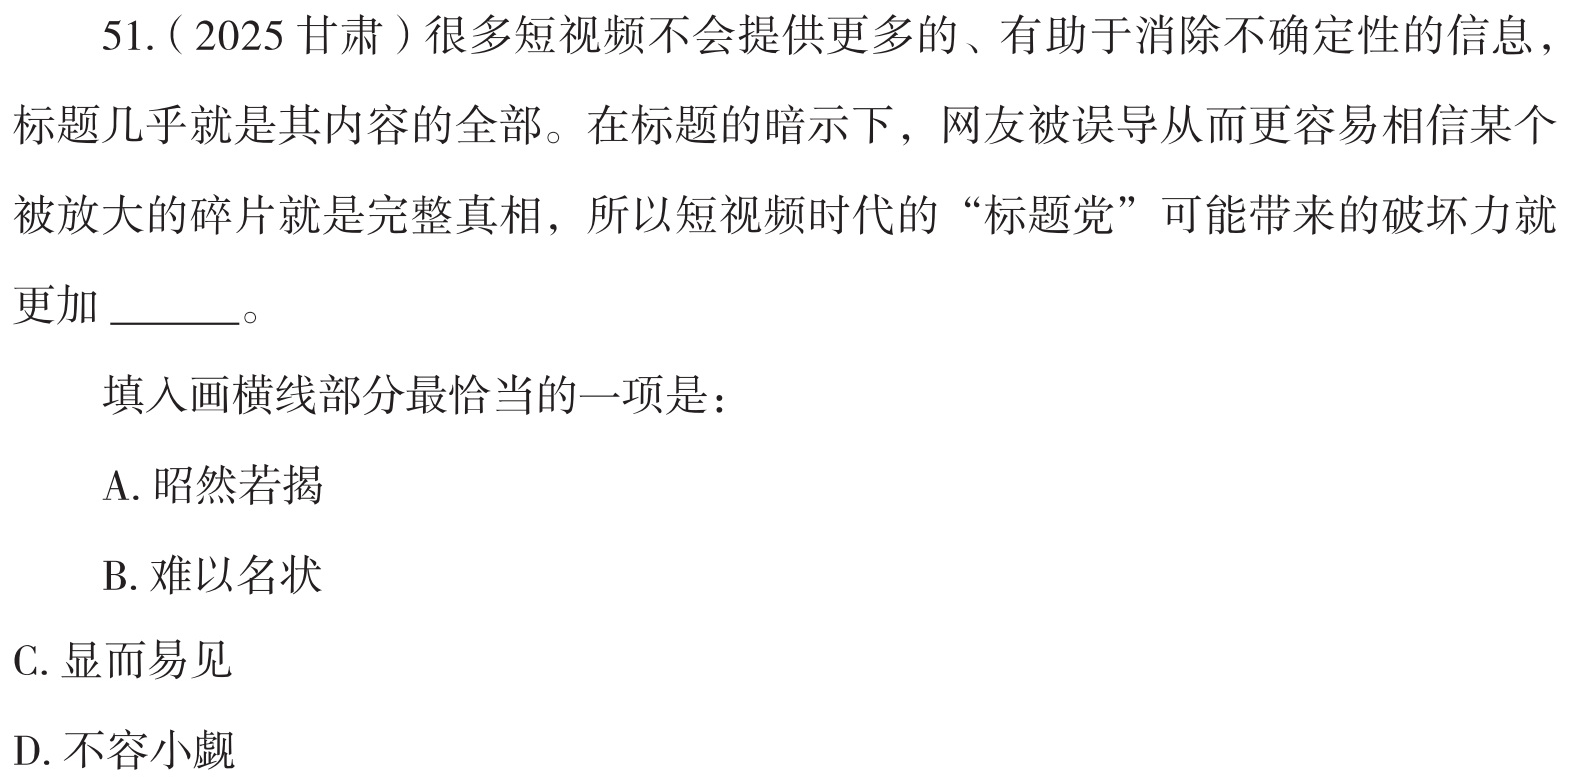 51.（2025 甘肃）很多短视频不会提供更多的、有助于消除不确定性的信息，
标题几乎就是其内容的全部。在标题的暗示下，网友被误导从而更容易相信某个
被放大的碎片就是完整真相，所以短视频时代的“标题党”可能带来的破坏力就
更加 ______。
填入画横线部分最恰当的一项是：
A. 昭然若揭
B. 难以名状
C. 显而易见
D. 不容小觑